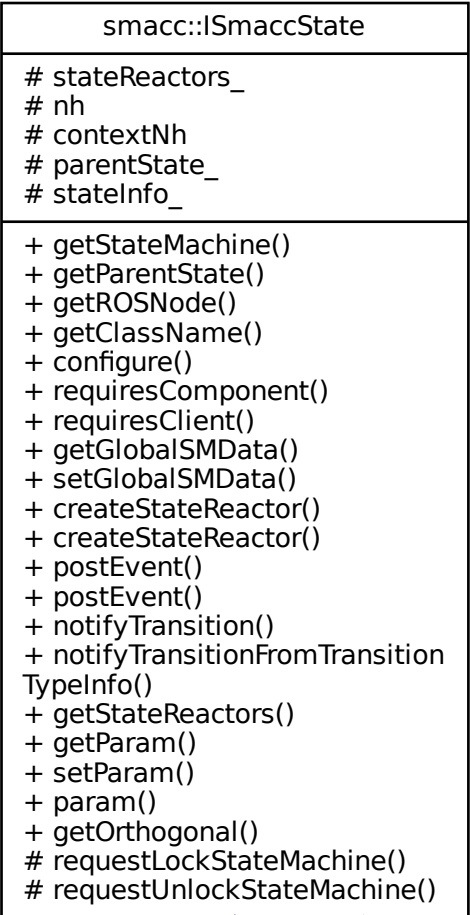 smacc::ISmaccState
# stateReactors_
# nh
# contextNh
# parentState_
# stateInfo_
+ getStateMachine()
+ getParentState()
+ getROSNode()
+ getClassName()
+ configure()
+ requiresComponent()
+ requiresClient()
+ getGlobalSMData()
+ setGlobalSMData()
+ createStateReactor()
+ createStateReactor()
+ postEvent()
+ postEvent()
+ notifyTransition()
+ notifyTransitionFromTransition
TypeInfo()
+ getStateReactors()
+ getParam()
+ setParam()
+ param()
+ getOrthogonal()
# requestLockStateMachine()
# requestUnlockStateMachine()